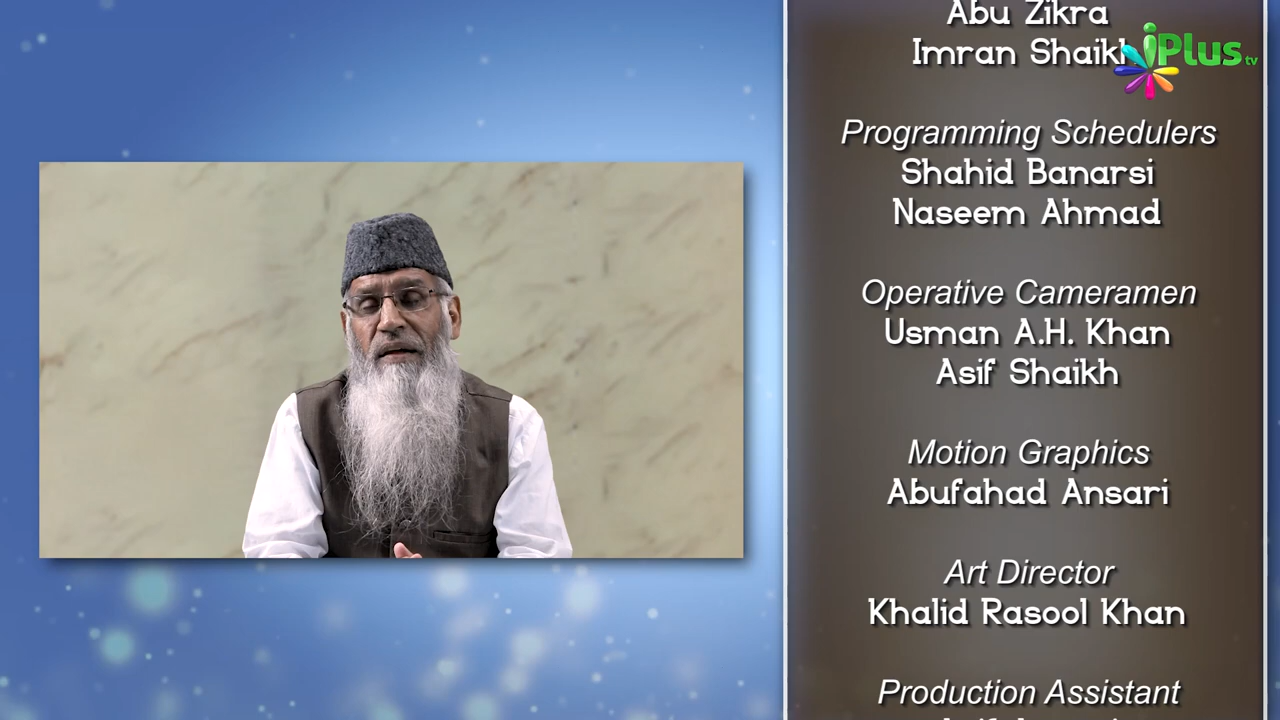 Abu Zikra
Imran Shaikh
iPlus tv
Programming Schedulers
Shahid Banarsi
Naseem Ahmad
Operative Cameramen
Usman A.H. Khan
Asif Shaikh
Motion Graphics
Abufahad Ansari
Art Director
Khalid Rasool Khan
Production Assistant